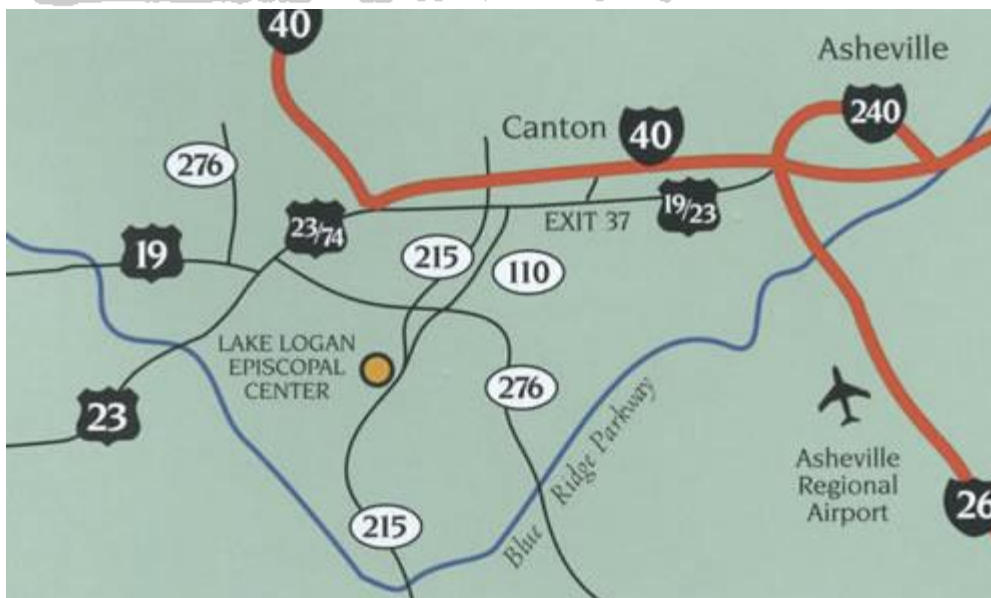 40
Asheville
240
Canton
40
276
19/23
EXIT 37
23/74
19
215
110
LAKE LOGAN
EPISCOPAL
CENTER
276
23
Blue Ridge Parkway
Asheville
Regional
Airport
26
215